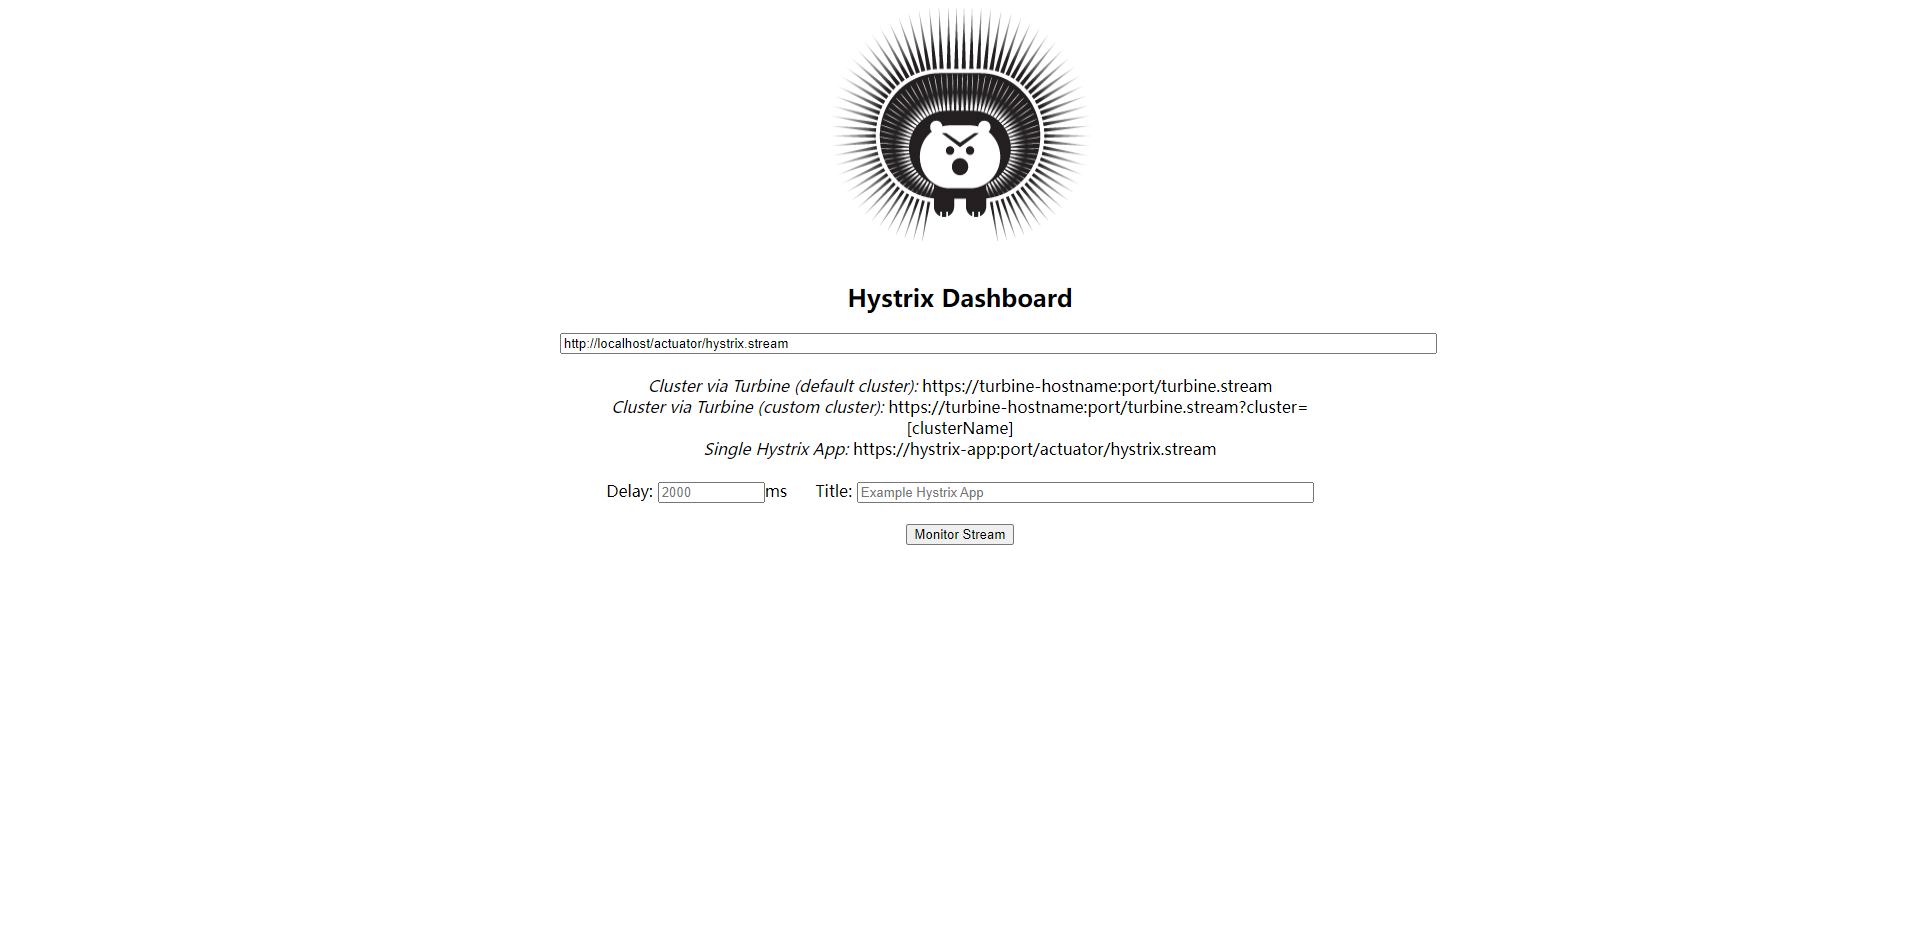 Hystrix Dashboard
http://localhost/actuator/hystrix.stream
Cluster via Turbine (default cluster): https://turbine-hostname:port/turbine.stream
Cluster via Turbine (custom cluster): https://turbine-hostname:port/turbine.stream?cluster=
[clusterName]
Single Hystrix App: https://hystrix-app:port/actuator/hystrix.stream
Delay: 2000 ms Title: Example Hystrix App
Monitor Stream